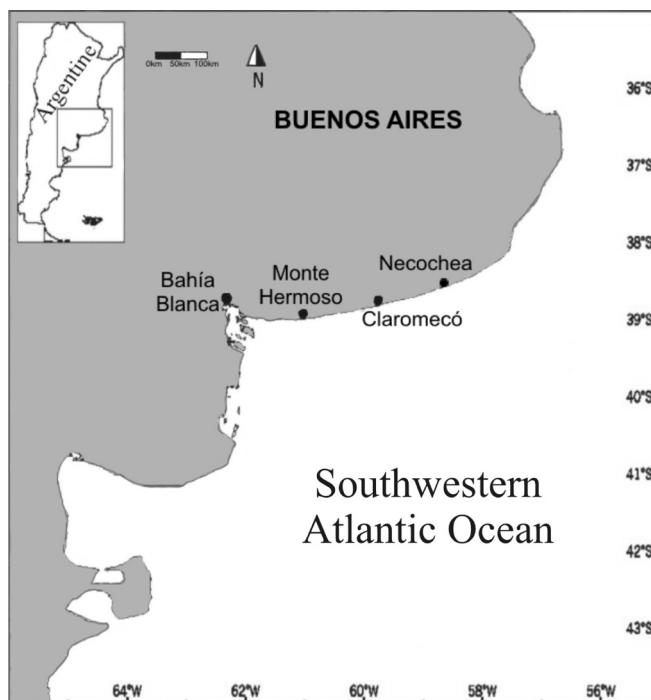 Argentine
0km 50km 100km
N
BUENOS AIRES
36°S
37°S
38°S
39°S
40°S
41°S
42°S
43°S
Bahía
Blanca
Monte
Hermoso
Necochea
Claromecó
Southwestern
Atlantic Ocean
64°W 62°W 60°W 58°W 56°W